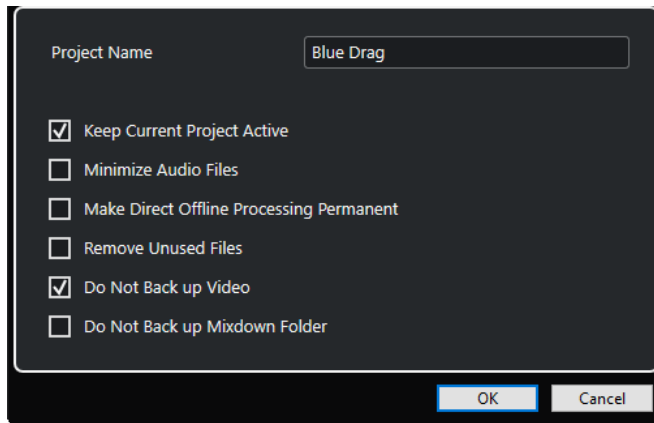 Project Name Blue Drag
Keep Current Project Active
Minimize Audio Files
Make Direct Offline Processing Permanent
Remove Unused Files
Do Not Back up Video
Do Not Back up Mixdown Folder
OK Cancel